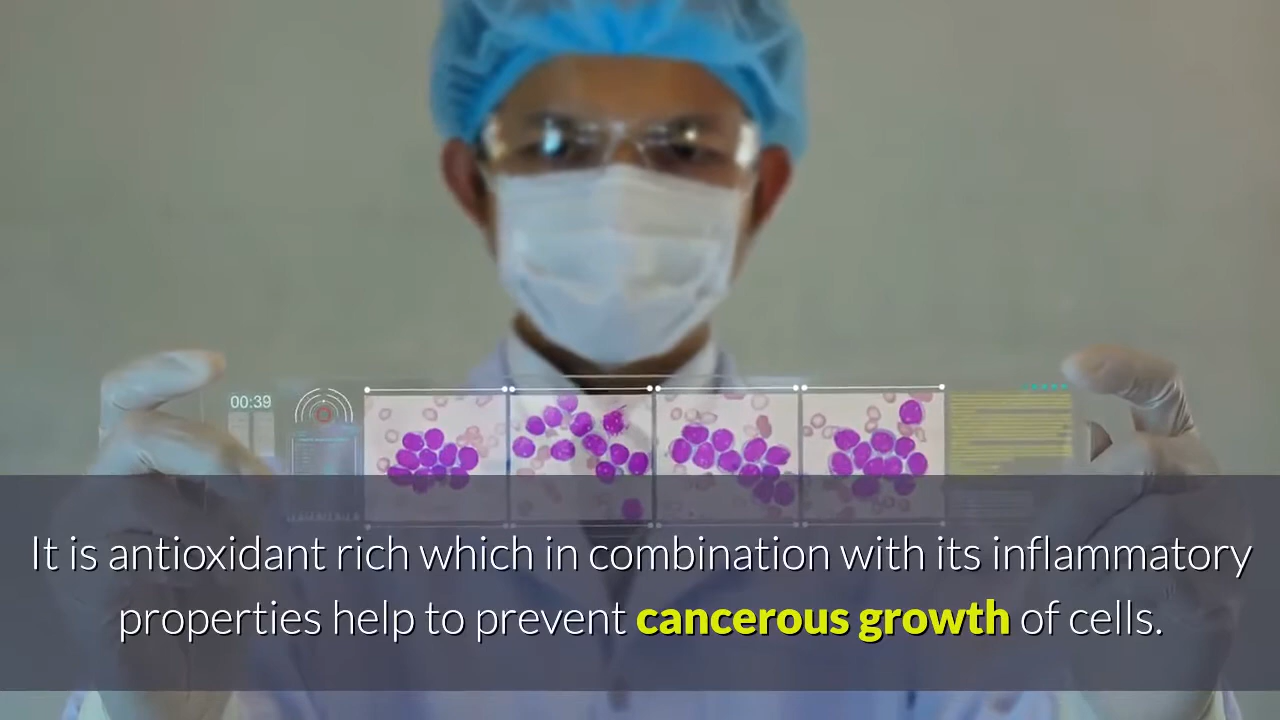 00:39
It is antioxidant rich which in combination with its inflammatory
properties help to prevent cancerous growth of cells.